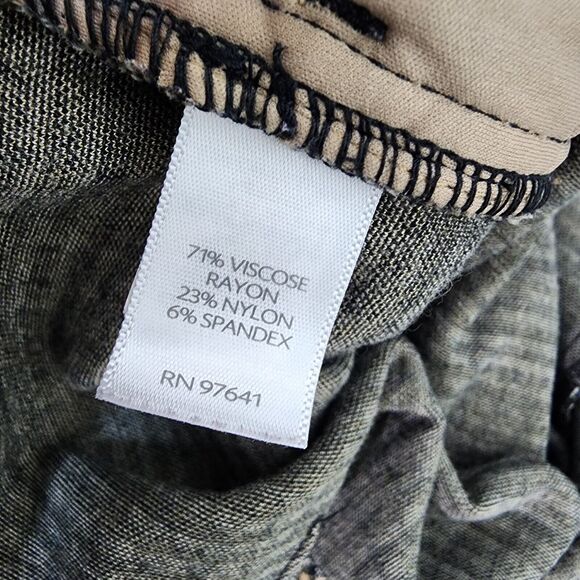 71% VISCOSE
RAYON
23% NYLON
6% SPANDEX
RN 97641